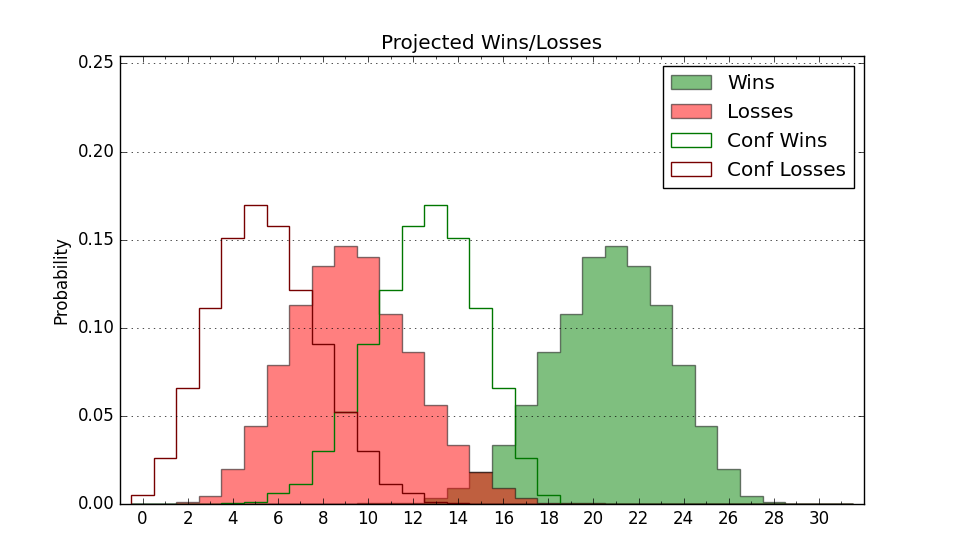 Projected Wins/Losses
0.25
0.20
0.15
0.10
0.05
0.00
Probability
Wins
Losses
Conf Wins
Conf Losses
0 2 4 6 8 10 12 14 16 18 20 22 24 26 28 30